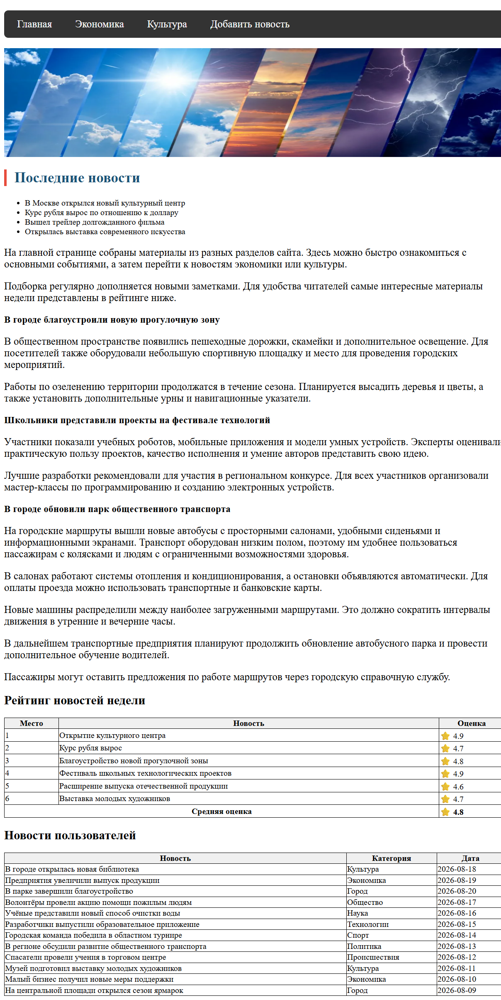 Главная Экономика Культура Добавить новость
Последние новости
• В Москве открылся новый культурный центр
• Курс рубля вырос по отношению к доллару
• Вышел трейлер долгожданного фильма
• Открылась выставка современного искусства
На главной странице собраны материалы из разных разделов сайта. Здесь можно быстро ознакомиться с
основными событиями, а затем перейти к новостям экономики или культуры.
Подборка регулярно дополняется новыми заметками. Для удобства читателей самые интересные материалы
недели представлены в рейтинге ниже.
В городе благоустроили новую прогулочную зону
В общественном пространстве появились пешеходные дорожки, скамейки и дополнительное освещение. Для
посетителей также оборудовали небольшую спортивную площадку и место для проведения городских
мероприятий.
Работы по озеленению территории продолжатся в течение сезона. Планируется высадить деревья и цветы, а
также установить дополнительные урны и навигационные указатели.
Школьники представили проекты на фестивале технологий
Участники показали учебных роботов, мобильные приложения и модели умных устройств. Эксперты оценивали
практическую пользу проектов, качество исполнения и умение авторов представить свою идею.
Лучшие разработки рекомендовали для участия в региональном конкурсе. Для всех участников организовали
мастер-классы по программированию и созданию электронных устройств.
В городе обновили парк общественного транспорта
На городские маршруты вышли новые автобусы с просторными салонами, удобными сиденьями и
информационными экранами. Транспорт оборудован низким полом, поэтому им удобнее пользоваться
пассажирам с колясками и людям с ограниченными возможностями здоровья.
В салонах работают системы отопления и кондиционирования, а остановки объявляются автоматически. Для
оплаты проезда можно использовать транспортные и банковские карты.
Новые машины распределили между наиболее загруженными маршрутами. Это должно сократить интервалы
движения в утренние и вечерние часы.
В дальнейшем транспортные предприятия планируют продолжить обновление автобусного парка и провести
дополнительное обучение водителей.
Пассажиры могут оставить предложения по работе маршрутов через городскую справочную службу.
Рейтинг новостей недели
Место Новость Оценка
1 Открытие культурного центра 4.9
2 Курс рубля вырос 4.7
3 Благоустройство новой прогулочной зоны 4.8
4 Фестиваль школьных технологических проектов 4.9
5 Расширение выпуска отечественной продукции 4.6
6 Выставка молодых художников 4.7
Средняя оценка 4.8
Новости пользователей
Новость Категория Дата
В городе открылась новая библиотека Культура 2026-08-18
Предприятия увеличили выпуск продукции Экономика 2026-08-19
В парке завершили благоустройство Город 2026-08-20
Волонтёры провели акцию помощи пожилым людям Общество 2026-08-17
Учёные представили новый способ очистки воды Наука 2026-08-16
Разработчики выпустили образовательное приложение Технологии 2026-08-15
Городская команда победила в областном турнире Спорт 2026-08-14
В регионе обсудили развитие общественного транспорта Политика 2026-08-13
Спасатели провели учения в торговом центре Происшествия 2026-08-12
Музей подготовил выставку молодых художников Культура 2026-08-11
Малый бизнес получил новые меры поддержки Экономика 2026-08-10
На центральной площади открылся сезон ярмарок Город 2026-08-09